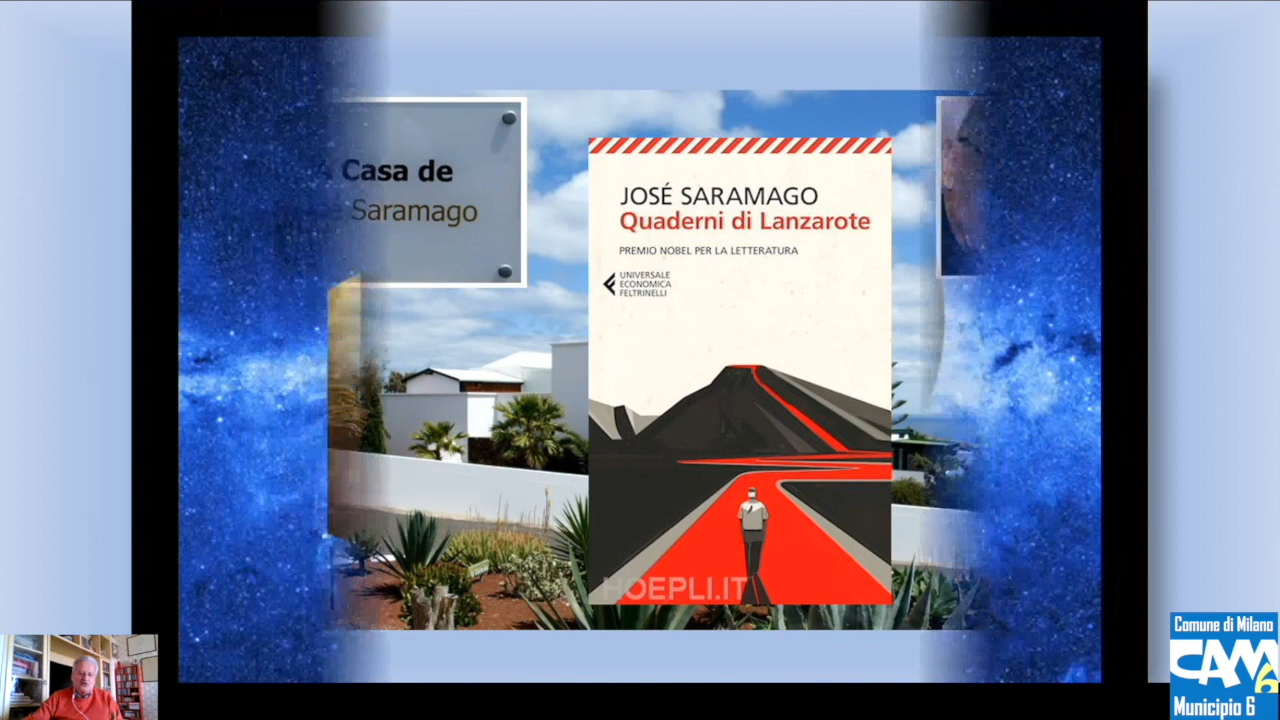 A Casa de
Saramago
JOSÉ SARAMAGO
Quaderni di Lanzarote
PREMIO NOBEL PER LA LETTERATURA
UNIVERSALE
ECONOMICA
FELTRINELLI
HOEPLI.IT
Comune di Milano
CAM
6
Municipio 6